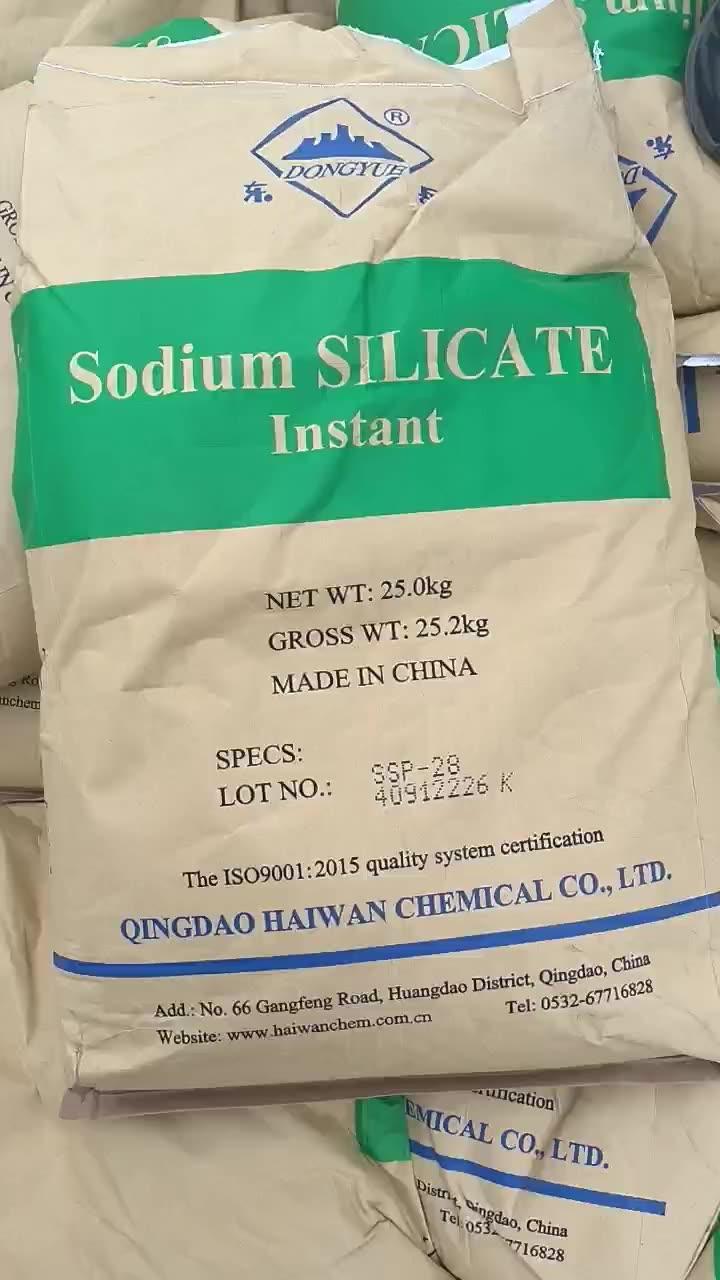 ®
DONGYUE
东
Sodium SILICATE
Instant
NET WT: 25.0kg
GROSS WT: 25.2kg
MADE IN CHINA
SPECS: SSP-28
LOT NO.: 40912226 K
The ISO9001:2015 quality system certification
QINGDAO HAIWAN CHEMICAL CO., LTD.
Add.: No. 66 Gangfeng Road, Huangdao District, Qingdao, China
Website: www.haiwanchem.com.cn Tel: 0532-67716828
EMICAL CO., LTD.
Qingdao, China
7716828